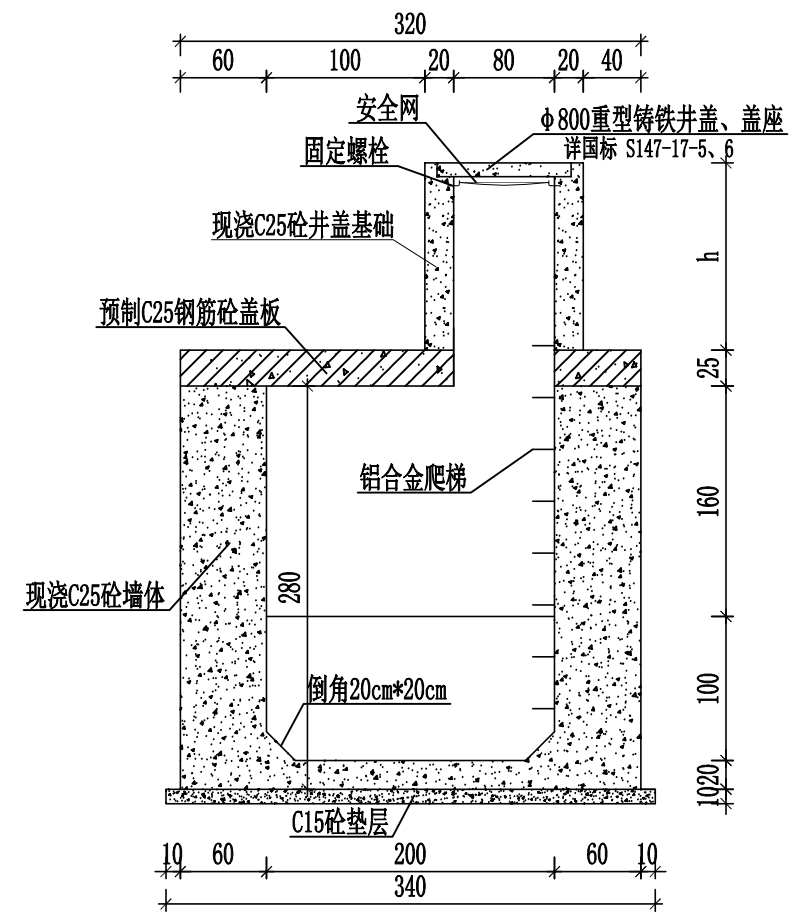 320
60 100 20 80 20 40
安全网
ф800重型铸铁井盖、盖座
固定螺栓
详国标 S147-17-5、6
现浇C25砼井盖基础
h
预制C25钢筋砼盖板
25
铝合金爬梯
160
280
现浇C25砼墙体
倒角20cm*20cm
100
20
10
C15砼垫层
10 60 200 60 10
340